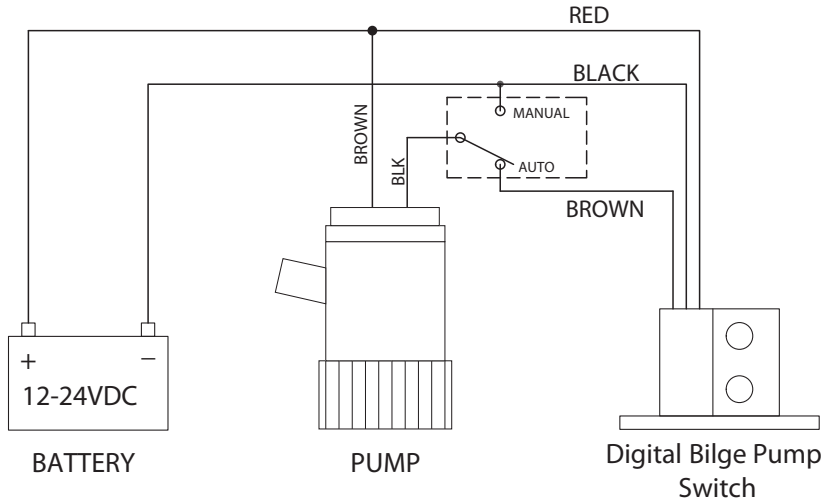 RED
BLACK
MANUAL
BROWN
BLK
AUTO
BROWN
+
–
12-24VDC
BATTERY
PUMP
Digital Bilge Pump
Switch